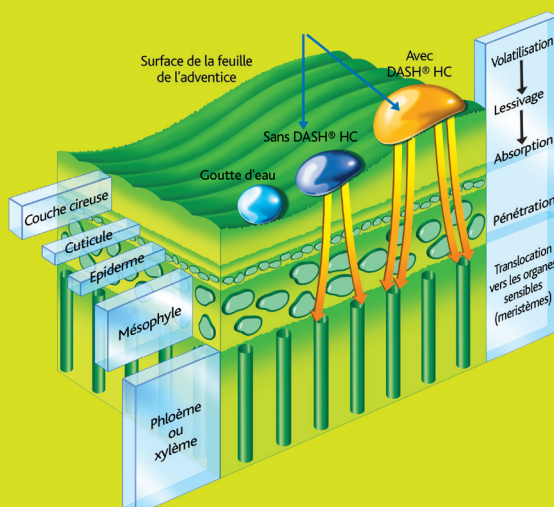 Surface de la feuille
de l'adventice
Avec
DASH® HC
Sans DASH® HC
Goutte d'eau
Couche cireuse
Cuticule
Epiderme
Mésophyle
Phloème
ou
xylème
Volatilisation
Lessivage
Absorption
Pénétration
Translocation
vers les organes
sensibles
(meristèmes)